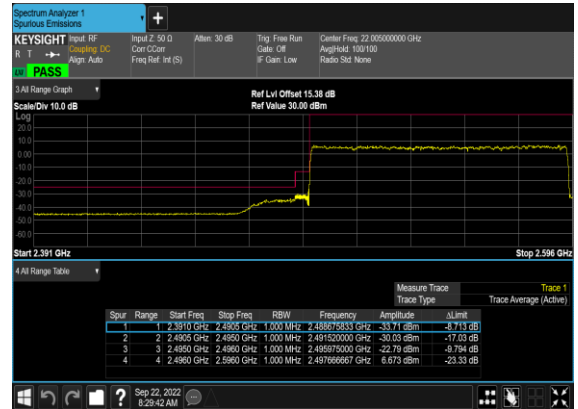 Spectrum Analyzer 1
Spurious Emissions
+
KEYSIGHT Input: RF Input Z: 50 Ω Atten: 30 dB Trig: Free Run Center Freq: 22.005000000 GHz
R T Coupling: DC Corr CCorr Gate: Off Avg|Hold: 100/100
Align: Auto Freq Ref: Int (S) IF Gain: Low Radio Std: None
PASS
3 All Range Graph
Ref Lvl Offset 15.38 dB
Scale/Div 10.0 dB Ref Value 30.00 dBm
Log
20.0
10.0
0.00
-10.0
-20.0
-30.0
-40.0
-50.0
-60.0
Start 2.391 GHz Stop 2.596 GHz
4 All Range Table
Measure Trace Trace 1
Trace Type Trace Average (Active)
Spur Range Start Freq Stop Freq RBW Frequency Amplitude ΔLimit
1 1 2.3910 GHz 2.4905 GHz 1.000 MHz 2.488675833 GHz -33.71 dBm -8.713 dB
2 2 2.4905 GHz 2.4950 GHz 1.000 MHz 2.491520000 GHz -30.03 dBm -17.03 dB
3 3 2.4950 GHz 2.4960 GHz 1.000 MHz 2.495975000 GHz -22.79 dBm -9.794 dB
4 4 2.4960 GHz 2.5960 GHz 1.000 MHz 2.497666667 GHz 6.673 dBm -23.33 dB
? Sep 22, 2022
8:29:42 AM